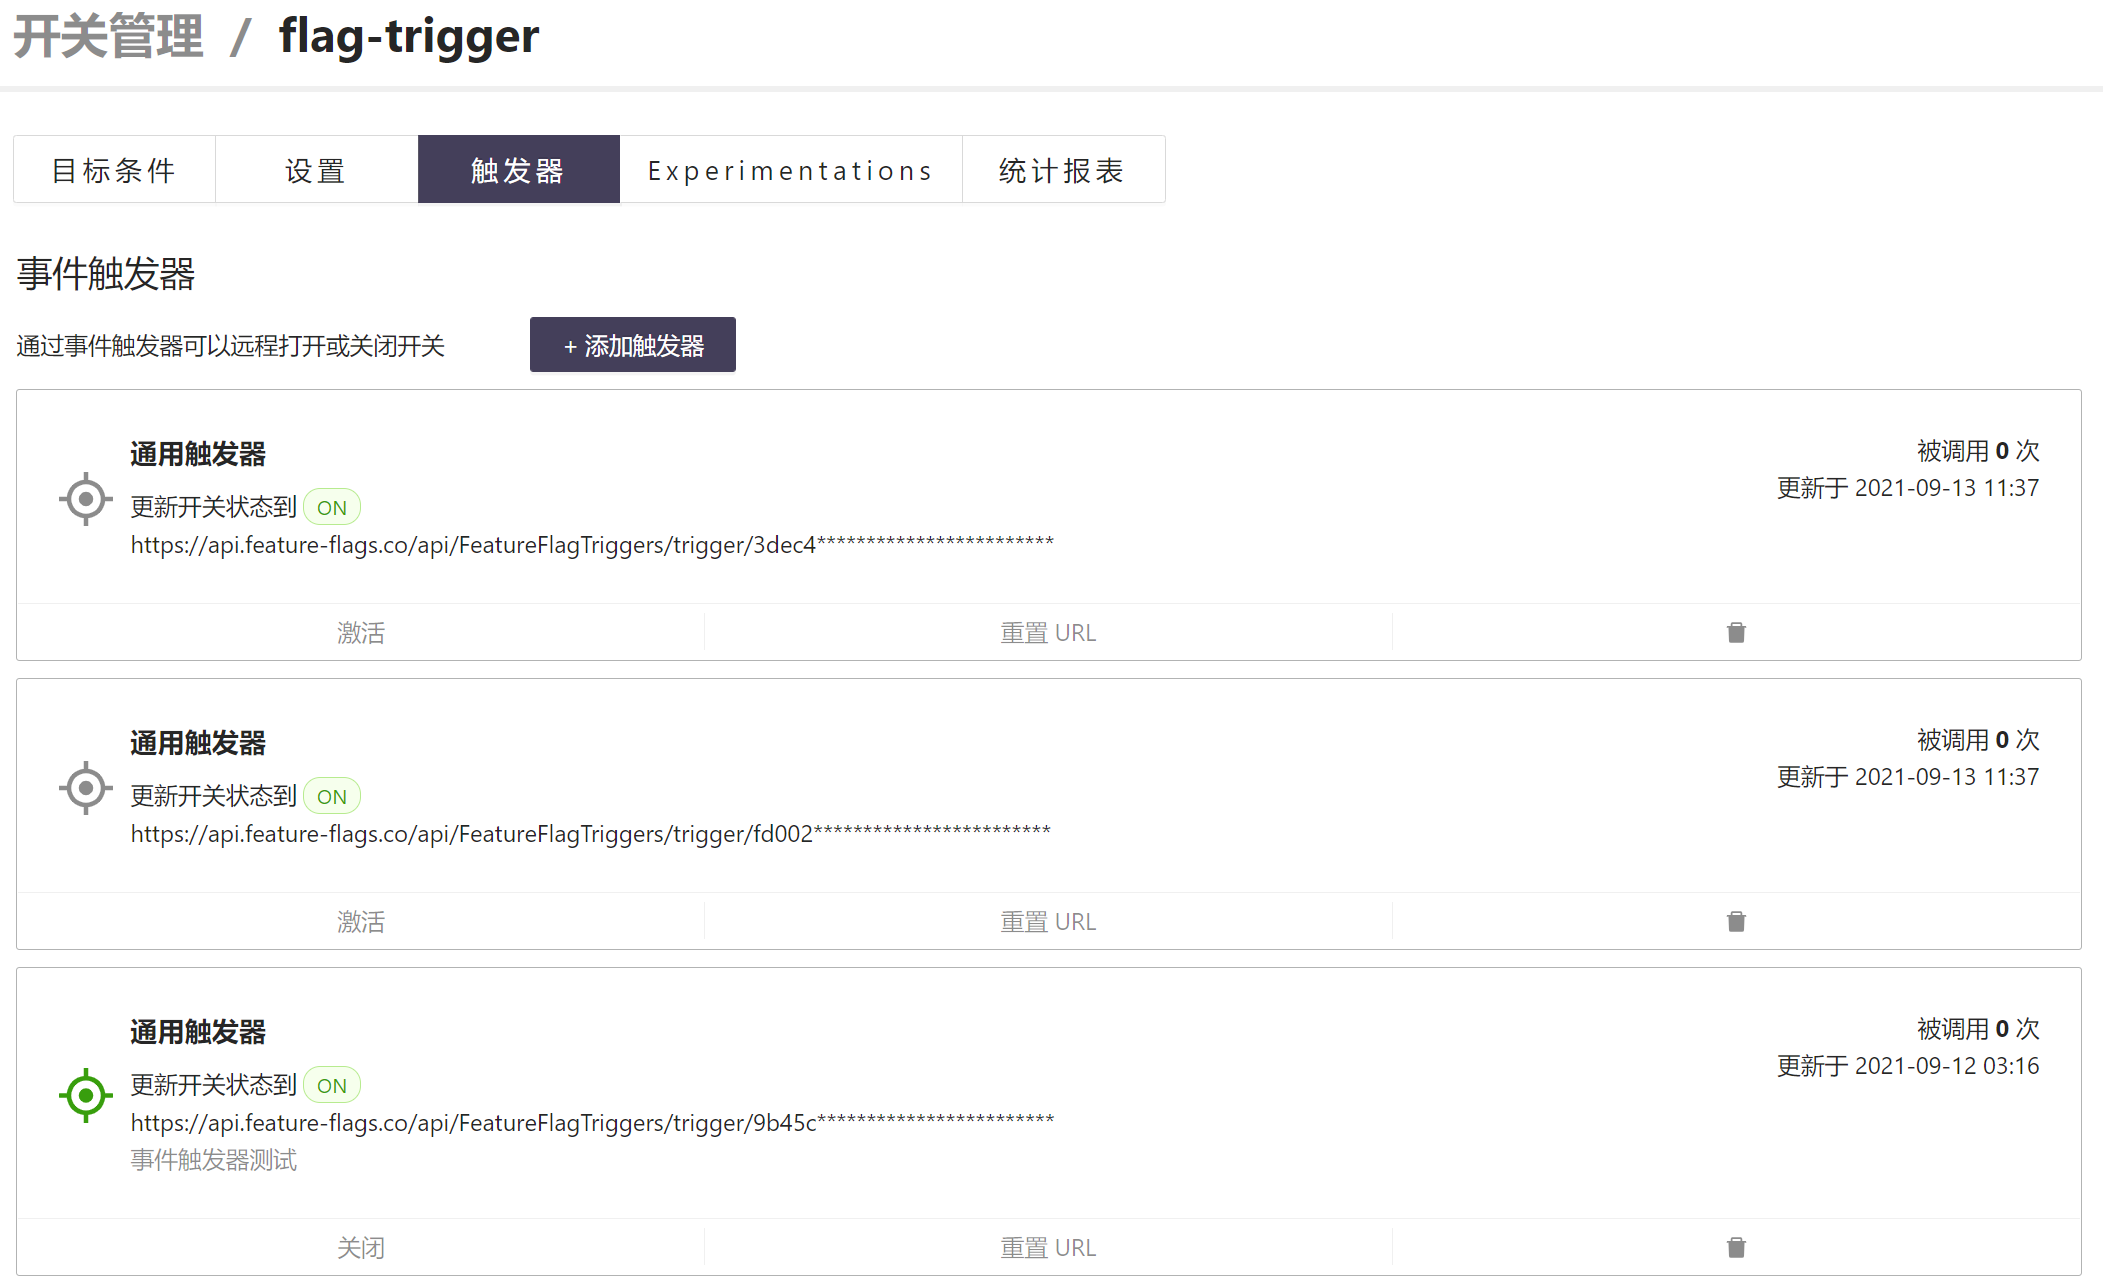 开关管理 / flag-trigger
目标条件 设置 触发器 Experimentations 统计报表
事件触发器
通过事件触发器可以远程打开或关闭开关 + 添加触发器
通用触发器
被调用 0 次
更新于 2021-09-13 11:37
更新开关状态到 ON
https://api.feature-flags.co/api/FeatureFlagTriggers/trigger/3dec4************************
激活 重置 URL
通用触发器
被调用 0 次
更新于 2021-09-13 11:37
更新开关状态到 ON
https://api.feature-flags.co/api/FeatureFlagTriggers/trigger/fd002************************
激活 重置 URL
通用触发器
被调用 0 次
更新于 2021-09-12 03:16
更新开关状态到 ON
https://api.feature-flags.co/api/FeatureFlagTriggers/trigger/9b45c************************
事件触发器测试
关闭 重置 URL